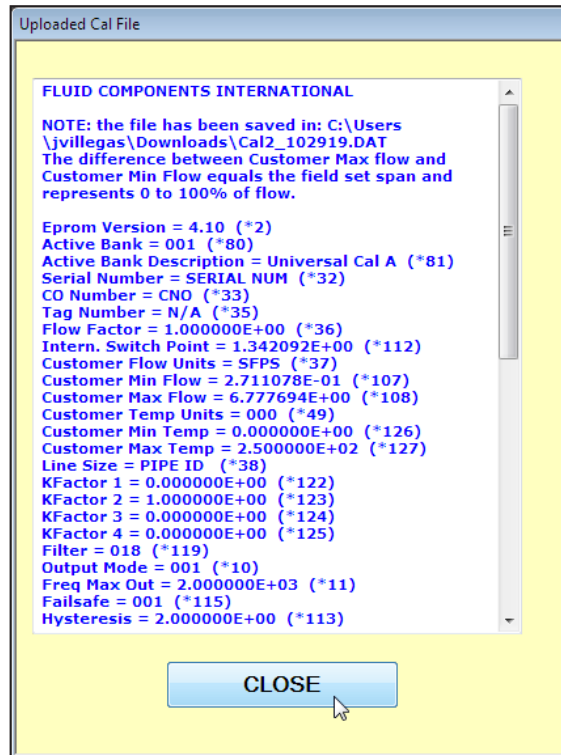 Uploaded Cal File
FLUID COMPONENTS INTERNATIONAL
NOTE: the file has been saved in: C:\Users
\jvillegas\Downloads\Cal2_102919.DAT
The difference between Customer Max flow and
Customer Min Flow equals the field set span and
represents 0 to 100% of flow.
Eprom Version = 4.10  (*2)
Active Bank = 001  (*80)
Active Bank Description = Universal Cal A  (*81)
Serial Number = SERIAL NUM  (*32)
CO Number = CNO  (*33)
Tag Number = N/A  (*35)
Flow Factor = 1.000000E+00  (*36)
Intern. Switch Point = 1.342092E+00  (*112)
Customer Flow Units = SFPS  (*37)
Customer Min Flow = 2.711078E-01  (*107)
Customer Max Flow = 6.777694E+00  (*108)
Customer Temp Units = 000  (*49)
Customer Min Temp = 0.000000E+00  (*126)
Customer Max Temp = 2.500000E+02  (*127)
Line Size = PIPE ID  (*38)
KFactor 1 = 0.000000E+00  (*122)
KFactor 2 = 1.000000E+00  (*123)
KFactor 3 = 0.000000E+00  (*124)
KFactor 4 = 0.000000E+00  (*125)
Filter = 018  (*119)
Output Mode = 001  (*10)
Freq Max Out = 2.000000E+03  (*11)
Failsafe = 001  (*115)
Hysteresis = 2.000000E+00  (*113)
CLOSE